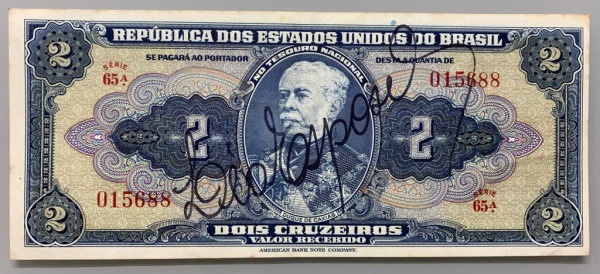 REPÚBLICA DOS ESTADOS UNIDOS DO BRASIL
SE PAGARÁ AO PORTADOR
NO TESOURO NACIONAL
DESTA A QUANTIA DE
2
2
SÉRIE
65A
015688
2
2
015688
SÉRIE
65A
DUQUE DE CAXIAS
2
2
DOIS CRUZEIROS
VALOR RECEBIDO
AMERICAN BANK NOTE COMPANY.